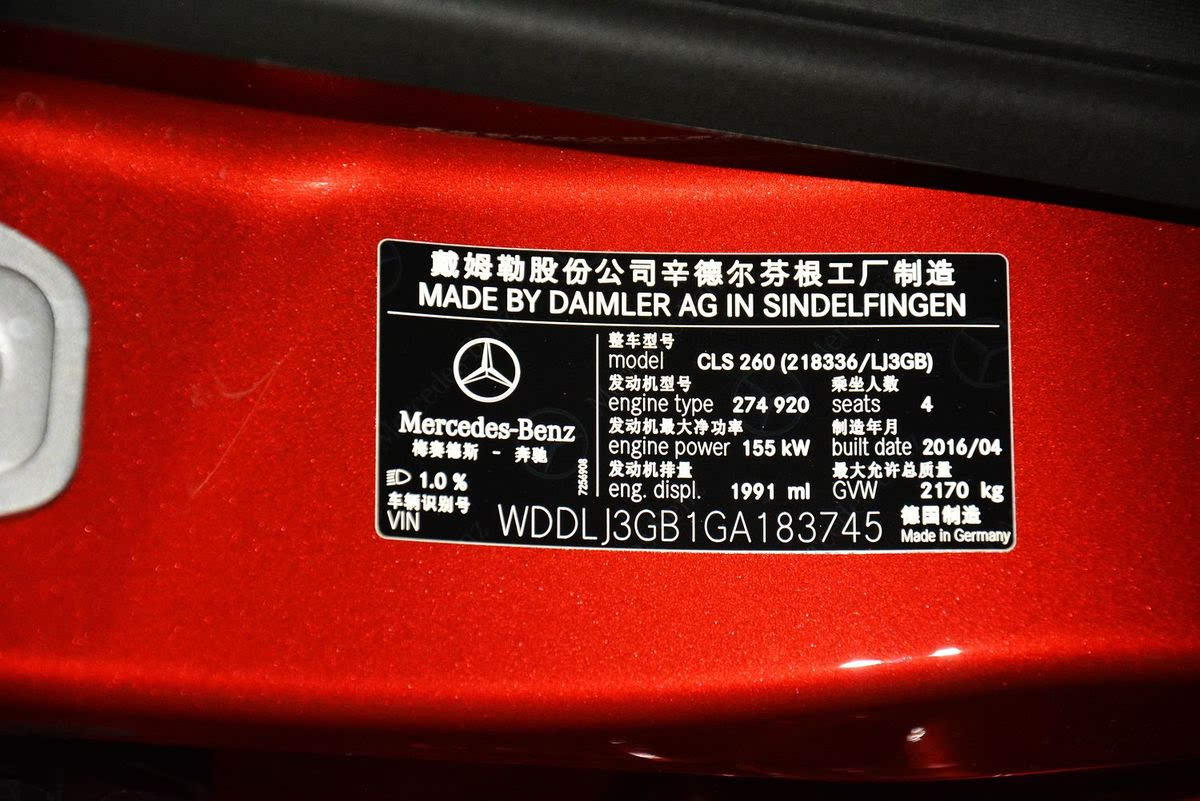 戴姆勒股份公司辛德尔芬根工厂制造
MADE BY DAIMLER AG IN SINDELFINGEN
Mercedes-Benz
梅赛德斯 - 奔驰
1.0 %
7250908
整车型号
model CLS 260 (218336/LJ3GB)
发动机型号 乘坐人数
engine type 274 920 seats 4
发动机最大净功率 制造年月
engine power 155 kW built date 2016/04
发动机排量 最大允许总质量
eng. displ. 1991 ml GVW 2170 kg
车辆识别号
VIN WDDLJ3GB1GA183745
德国制造
Made in Germany